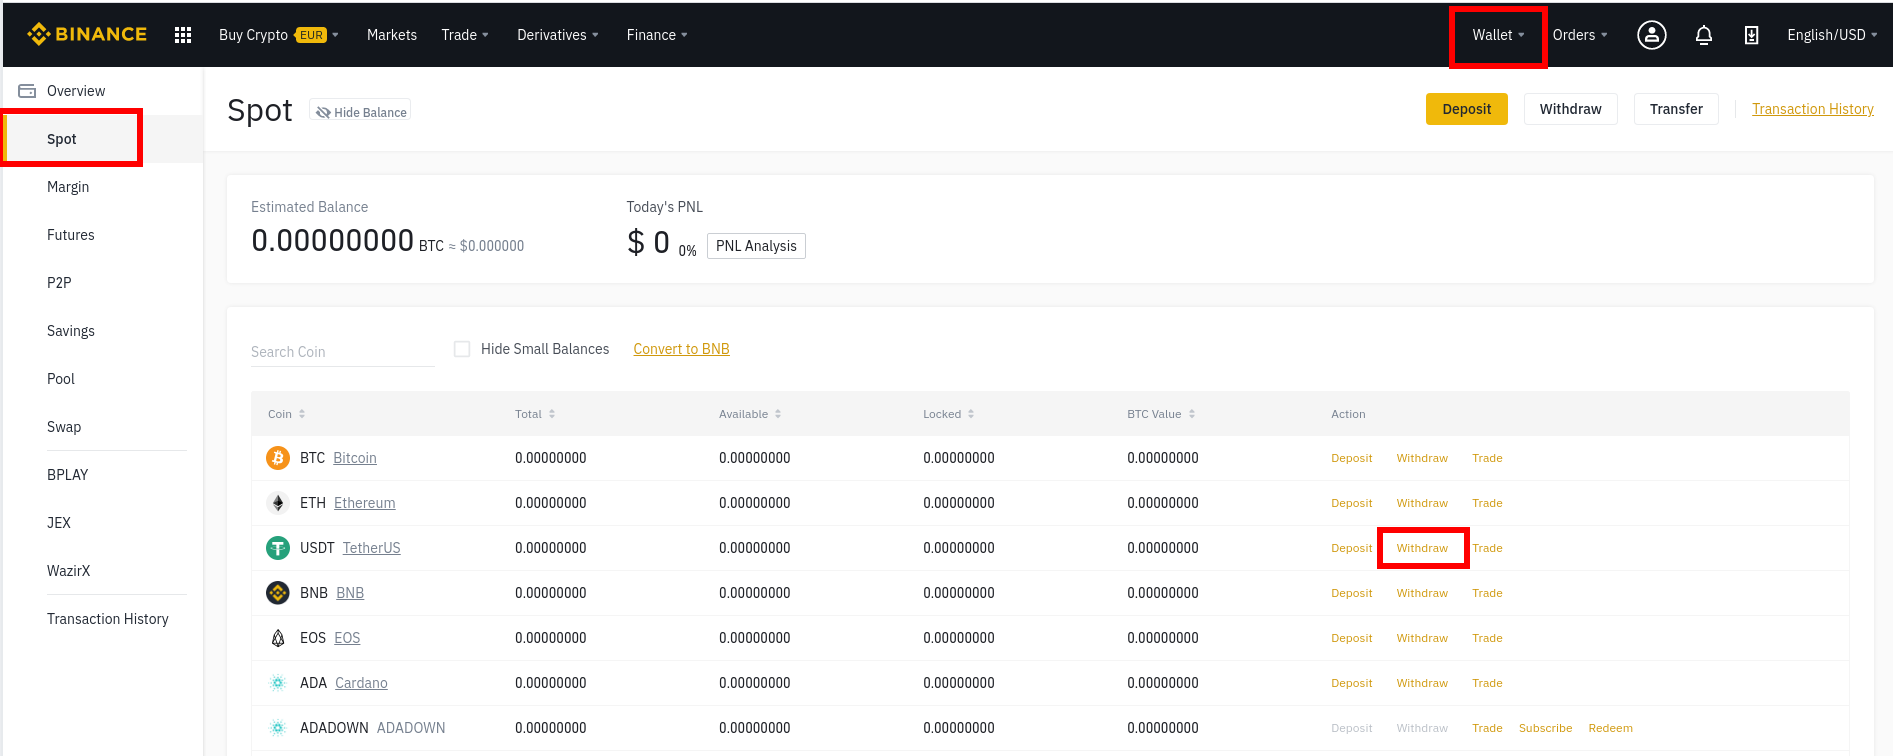 BINANCE Buy Crypto EUR Markets Trade Derivatives Finance Wallet Orders English/USD
Overview
Spot
Margin
Futures
P2P
Savings
Pool
Swap
BPLAY
JEX
WazirX
Transaction History
Spot Hide Balance Deposit Withdraw Transfer Transaction History
Estimated Balance Today's PNL
0.00000000 BTC ≈ $0.000000 $ 0 0% PNL Analysis
Search Coin Hide Small Balances Convert to BNB
Coin Total Available Locked BTC Value Action
BTC Bitcoin 0.00000000 0.00000000 0.00000000 0.00000000 Deposit Withdraw Trade
ETH Ethereum 0.00000000 0.00000000 0.00000000 0.00000000 Deposit Withdraw Trade
USDT TetherUS 0.00000000 0.00000000 0.00000000 0.00000000 Deposit Withdraw Trade
BNB BNB 0.00000000 0.00000000 0.00000000 0.00000000 Deposit Withdraw Trade
EOS EOS 0.00000000 0.00000000 0.00000000 0.00000000 Deposit Withdraw Trade
ADA Cardano 0.00000000 0.00000000 0.00000000 0.00000000 Deposit Withdraw Trade
ADADOWN ADADOWN 0.00000000 0.00000000 0.00000000 0.00000000 Deposit Withdraw Trade Subscribe Redeem